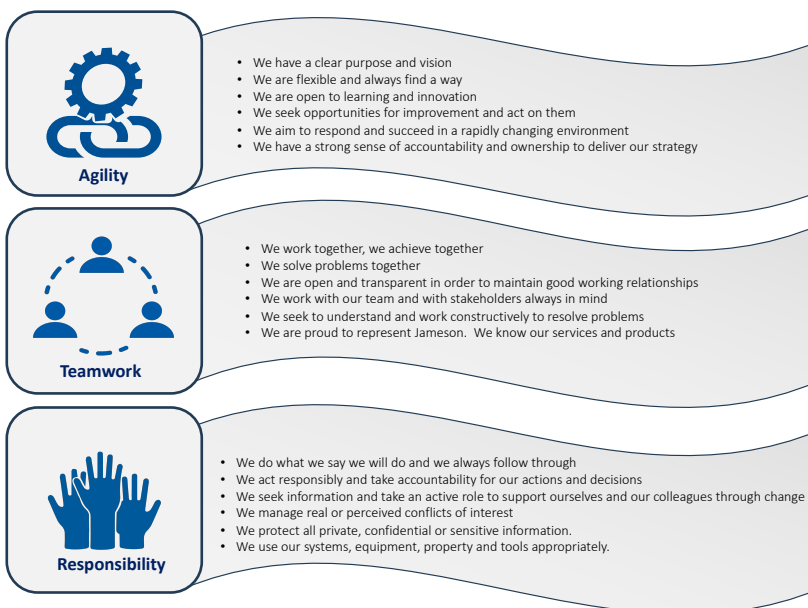 Agility
• We have a clear purpose and vision
• We are flexible and always find a way
• We are open to learning and innovation
• We seek opportunities for improvement and act on them
• We aim to respond and succeed in a rapidly changing environment
• We have a strong sense of accountability and ownership to deliver our strategy
Teamwork
• We work together, we achieve together
• We solve problems together
• We are open and transparent in order to maintain good working relationships
• We work with our team and with stakeholders always in mind
• We seek to understand and work constructively to resolve problems
• We are proud to represent Jameson.  We know our services and products
Responsibility
• We do what we say we will do and we always follow through
• We act responsibly and take accountability for our actions and decisions
• We seek information and take an active role to support ourselves and our colleagues through change
• We manage real or perceived conflicts of interest
• We protect all private, confidential or sensitive information.
• We use our systems, equipment, property and tools appropriately.